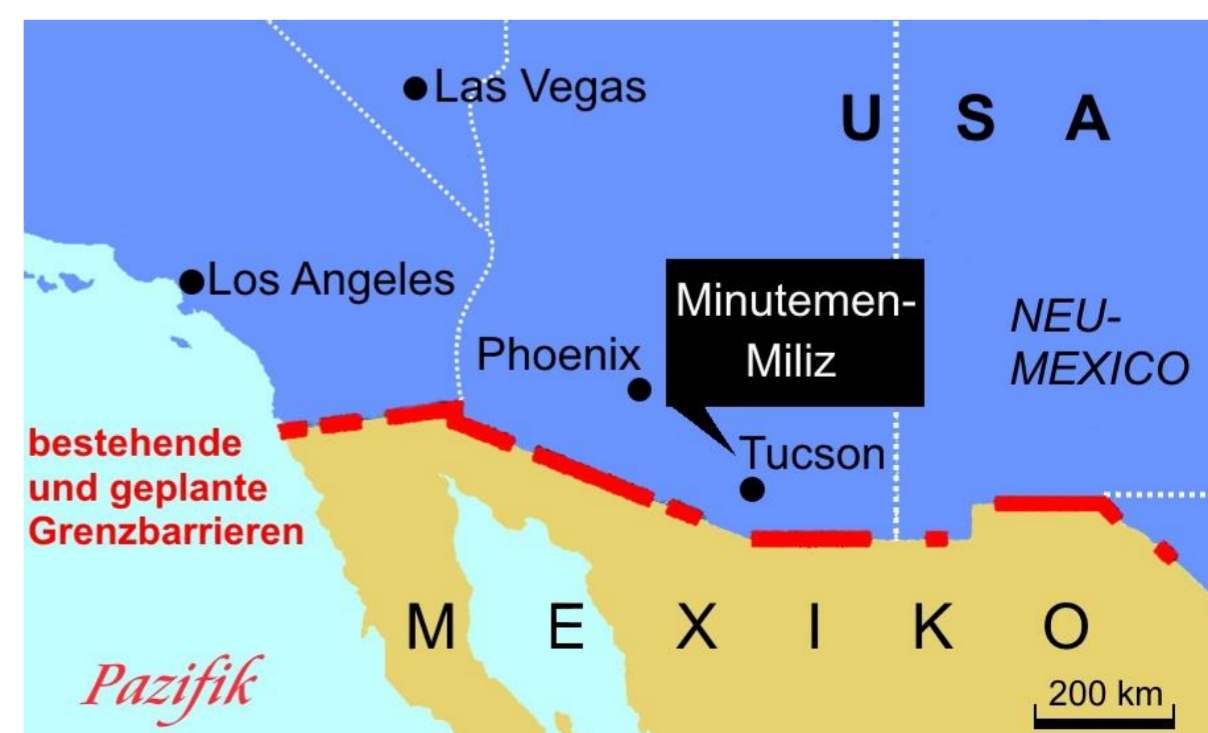 Las Vegas
U S A
Los Angeles
Minutemen-
Miliz
NEU-
MEXICO
Phoenix
bestehende
und geplante
Grenzbarrieren
Tucson
M E X I K O
Pazifik
200 km